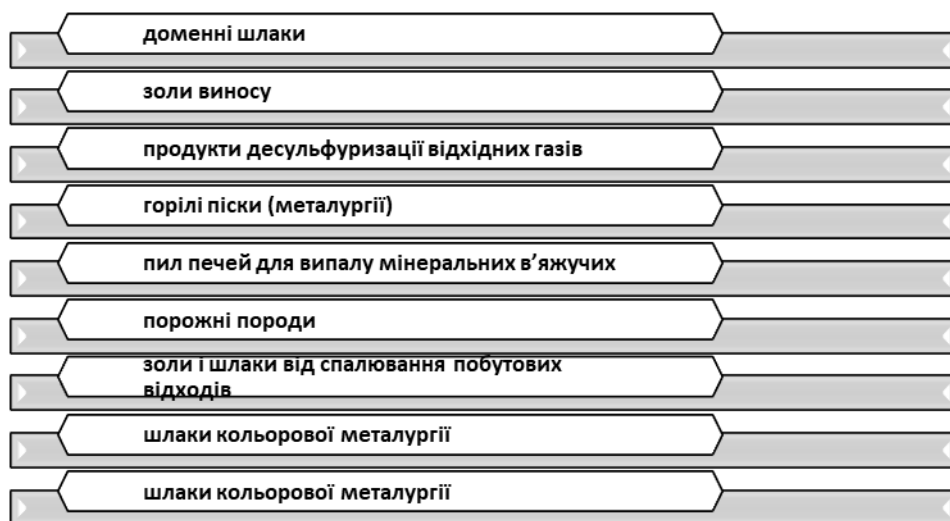 доменні шлаки
золи виносу
продукти десульфуризації відхідних газів
горілі піски (металургії)
пил печей для випалу мінеральних в’яжучих
порожні породи
золи і шлаки від спалювання побутових
відходів
шлаки кольорової металургії
шлаки кольорової металургії